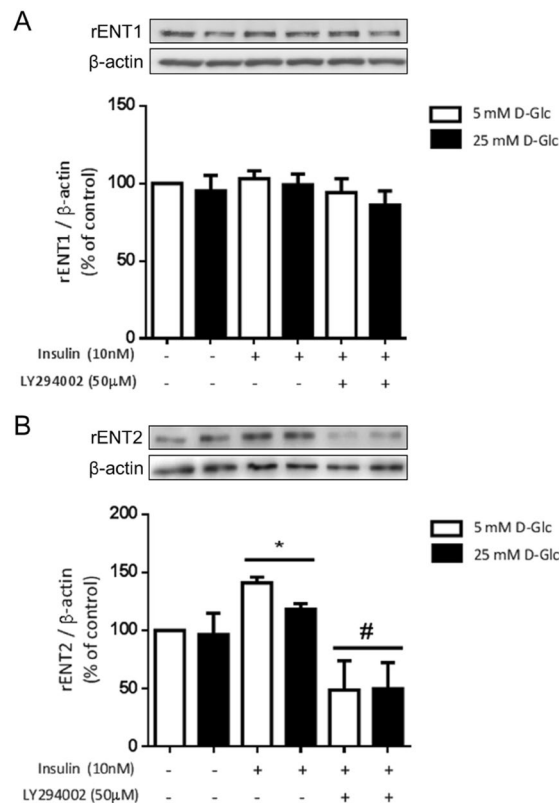 A
rENT1
β-actin
150
100
50
0
rENT1 / β-actin
(% of control)
5 mM D-Glc
25 mM D-Glc
Insulin (10nM) - - + + + +
LY294002 (50µM) - - - - + +
B
rENT2
β-actin
200
150
100
50
0
rENT2 / β-actin
(% of control)
5 mM D-Glc
25 mM D-Glc
*
#
Insulin (10nM) - - + + + +
LY294002 (50µM) - - - - + +